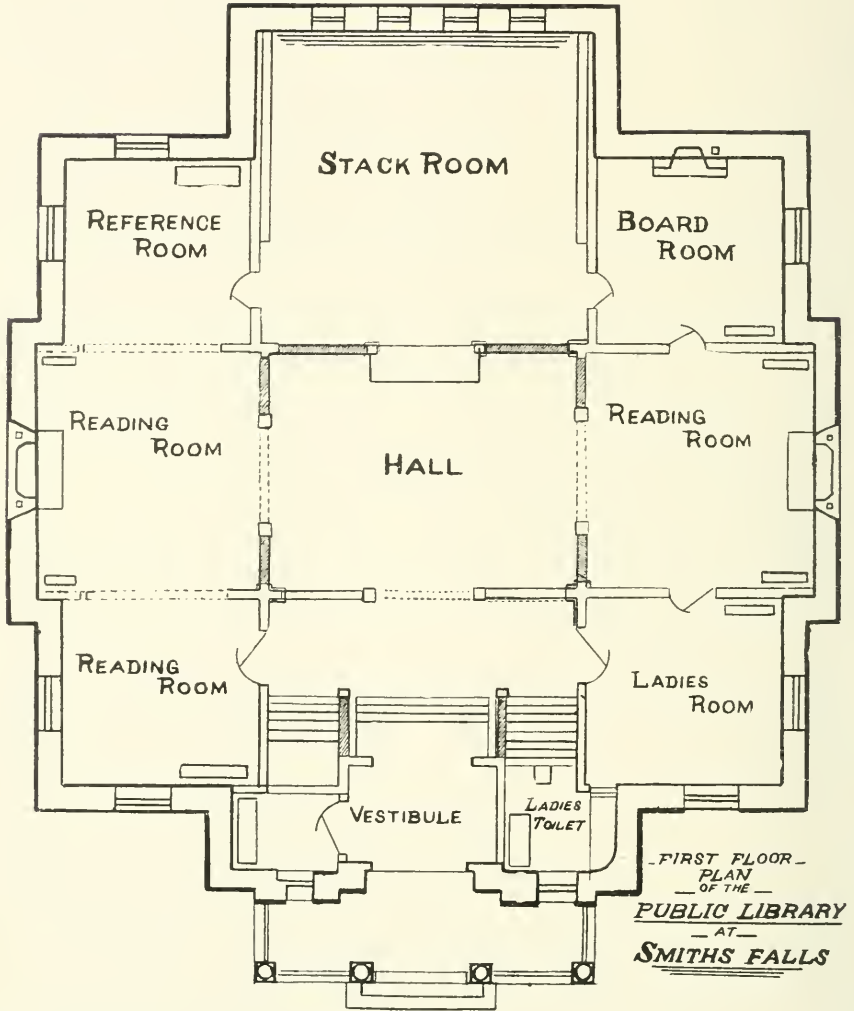 STACK ROOM
REFERENCE
ROOM
BOARD
ROOM
READING
ROOM
HALL
READING
ROOM
READING
ROOM
LADIES
ROOM
VESTIBULE
LADIES
TOILET
FIRST FLOOR
PLAN
OF THE
PUBLIC LIBRARY
AT
SMITHS FALLS